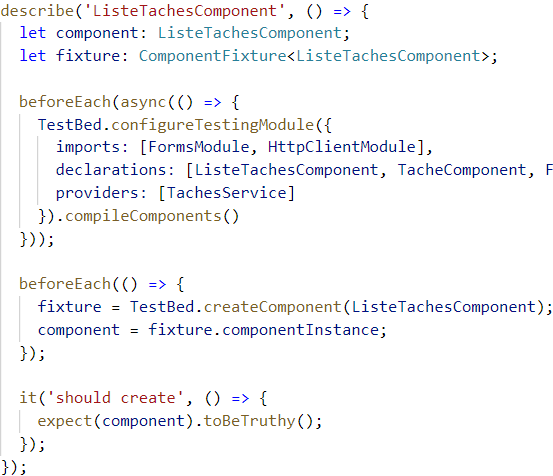 describe('ListeTachesComponent', () => {
  let component: ListeTachesComponent;
  let fixture: ComponentFixture<ListeTachesComponent>;

  beforeEach(async(() => {
    TestBed.configureTestingModule({
      imports: [FormsModule, HttpClientModule],
      declarations: [ListeTachesComponent, TacheComponent, F
      providers: [TachesService]
    }).compileComponents()
  }));

  beforeEach(() => {
    fixture = TestBed.createComponent(ListeTachesComponent);
    component = fixture.componentInstance;
  });

  it('should create', () => {
    expect(component).toBeTruthy();
  });
});